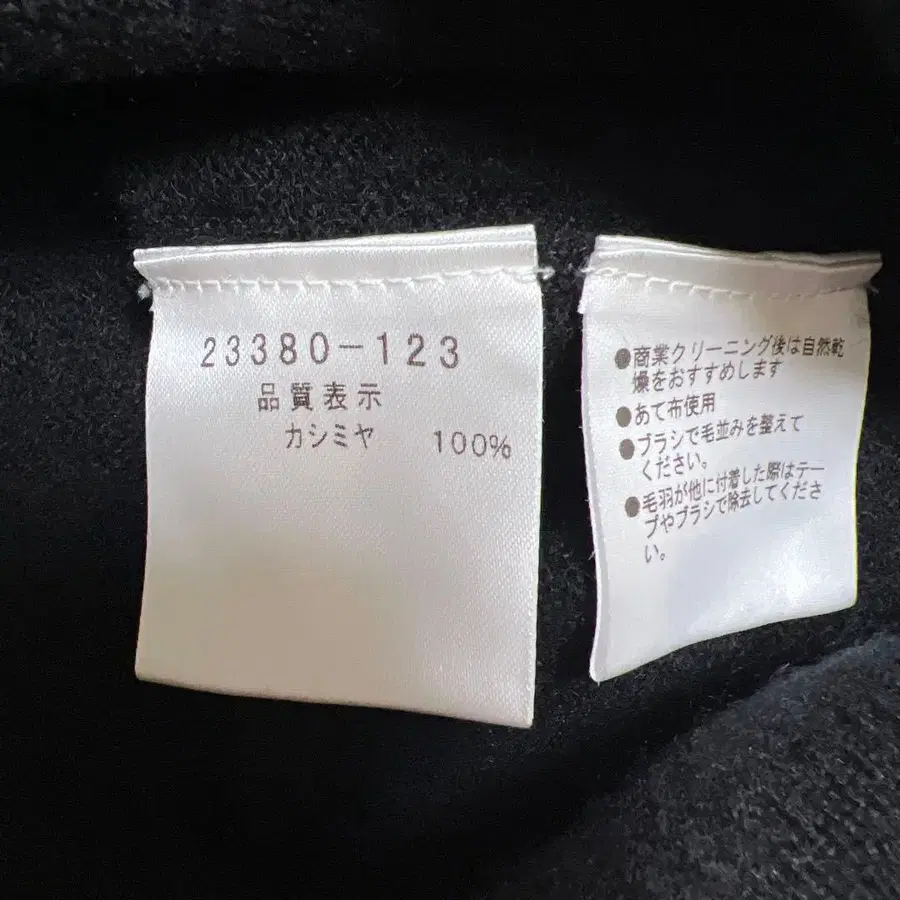 23380-123
品質表示
カシミヤ 100%
●商業クリーニング後は自然乾
燥をおすすめします
●あて布使用
●ブラシで毛並みを整えて
ください。
●毛羽が他に付着した際はテー
プやブラシで除去してくださ
い。